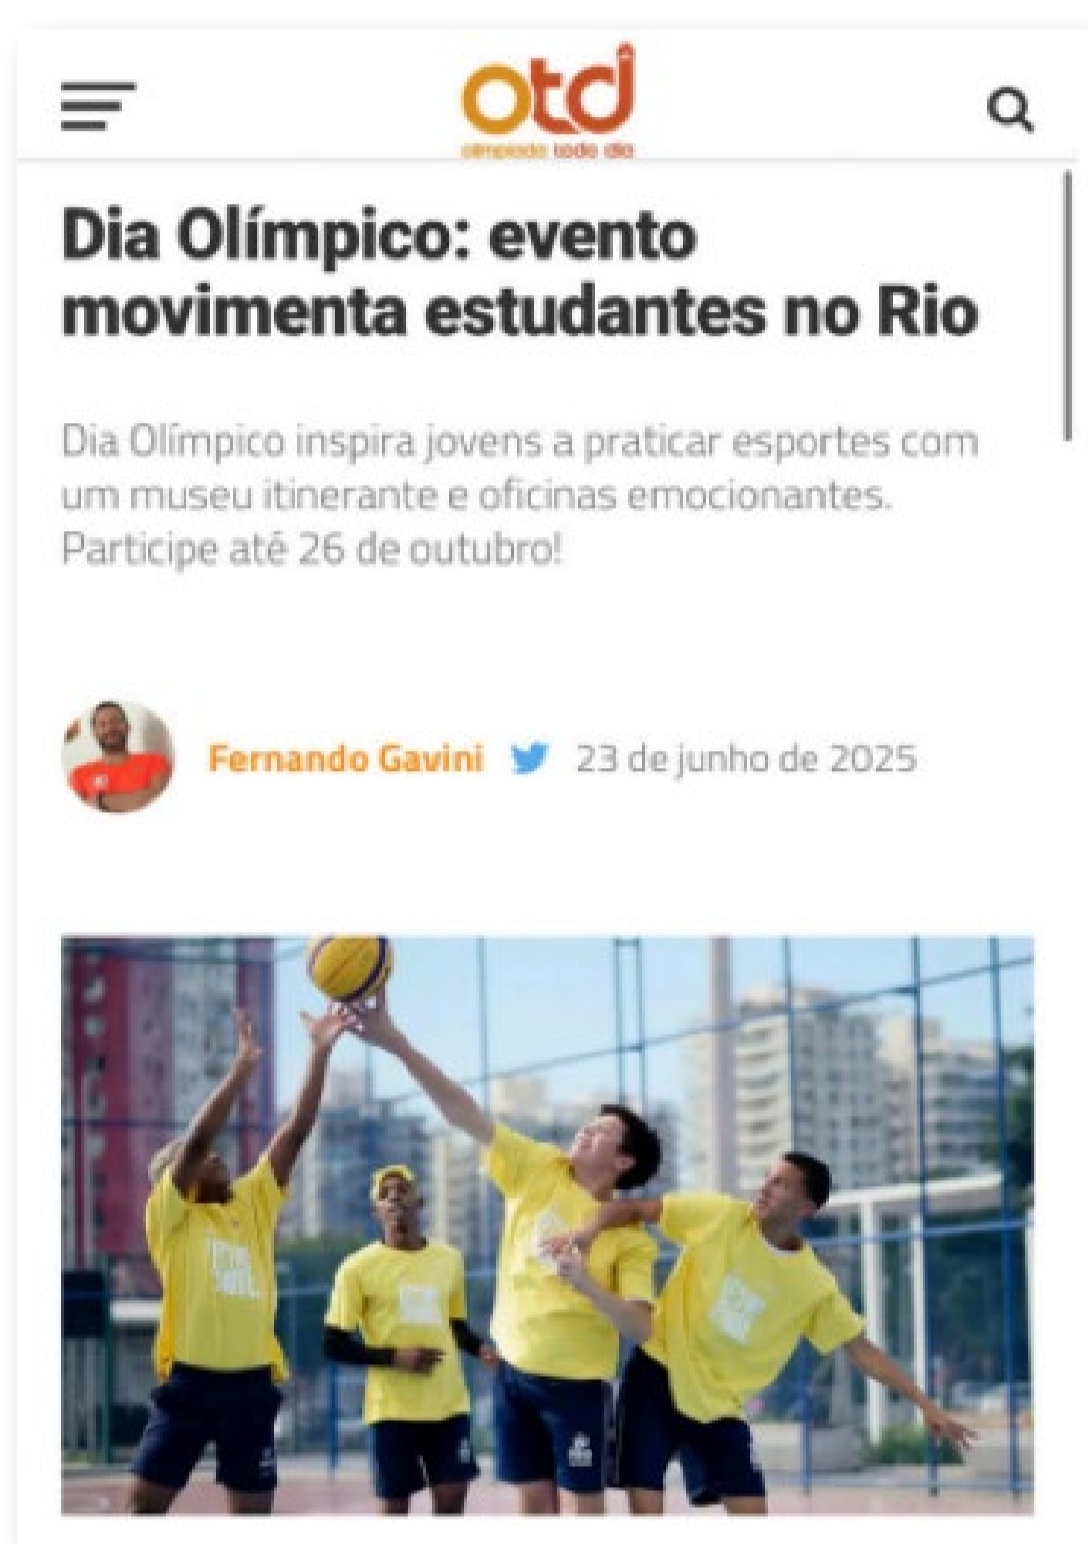 otd
olimpíada todo dia
Dia Olímpico: evento
movimenta estudantes no Rio
Dia Olímpico inspira jovens a praticar esportes com
um museu itinerante e oficinas emocionantes.
Participe até 26 de outubro!
Fernando Gavini 23 de junho de 2025